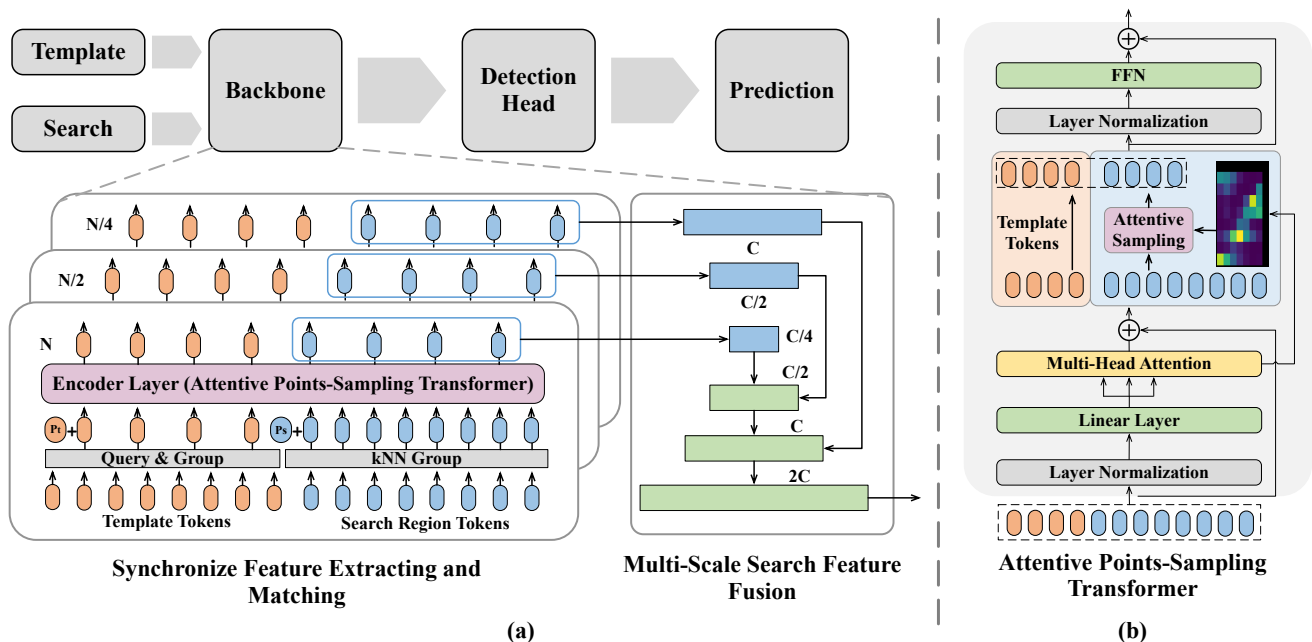 Template
Search
Backbone
Detection
Head
Prediction
N/4
N/2
N
Encoder Layer (Attentive Points-Sampling Transformer)
Pt
+
Ps
+
Query & Group
kNN Group
Template Tokens
Search Region Tokens
Synchronize Feature Extracting and
Matching
C
C/2
C/4
C/2
C
2C
Multi-Scale Search Feature
Fusion
(a)
FFN
Layer Normalization
Template
Tokens
Attentive
Sampling
Multi-Head Attention
Linear Layer
Layer Normalization
Attentive Points-Sampling
Transformer
(b)